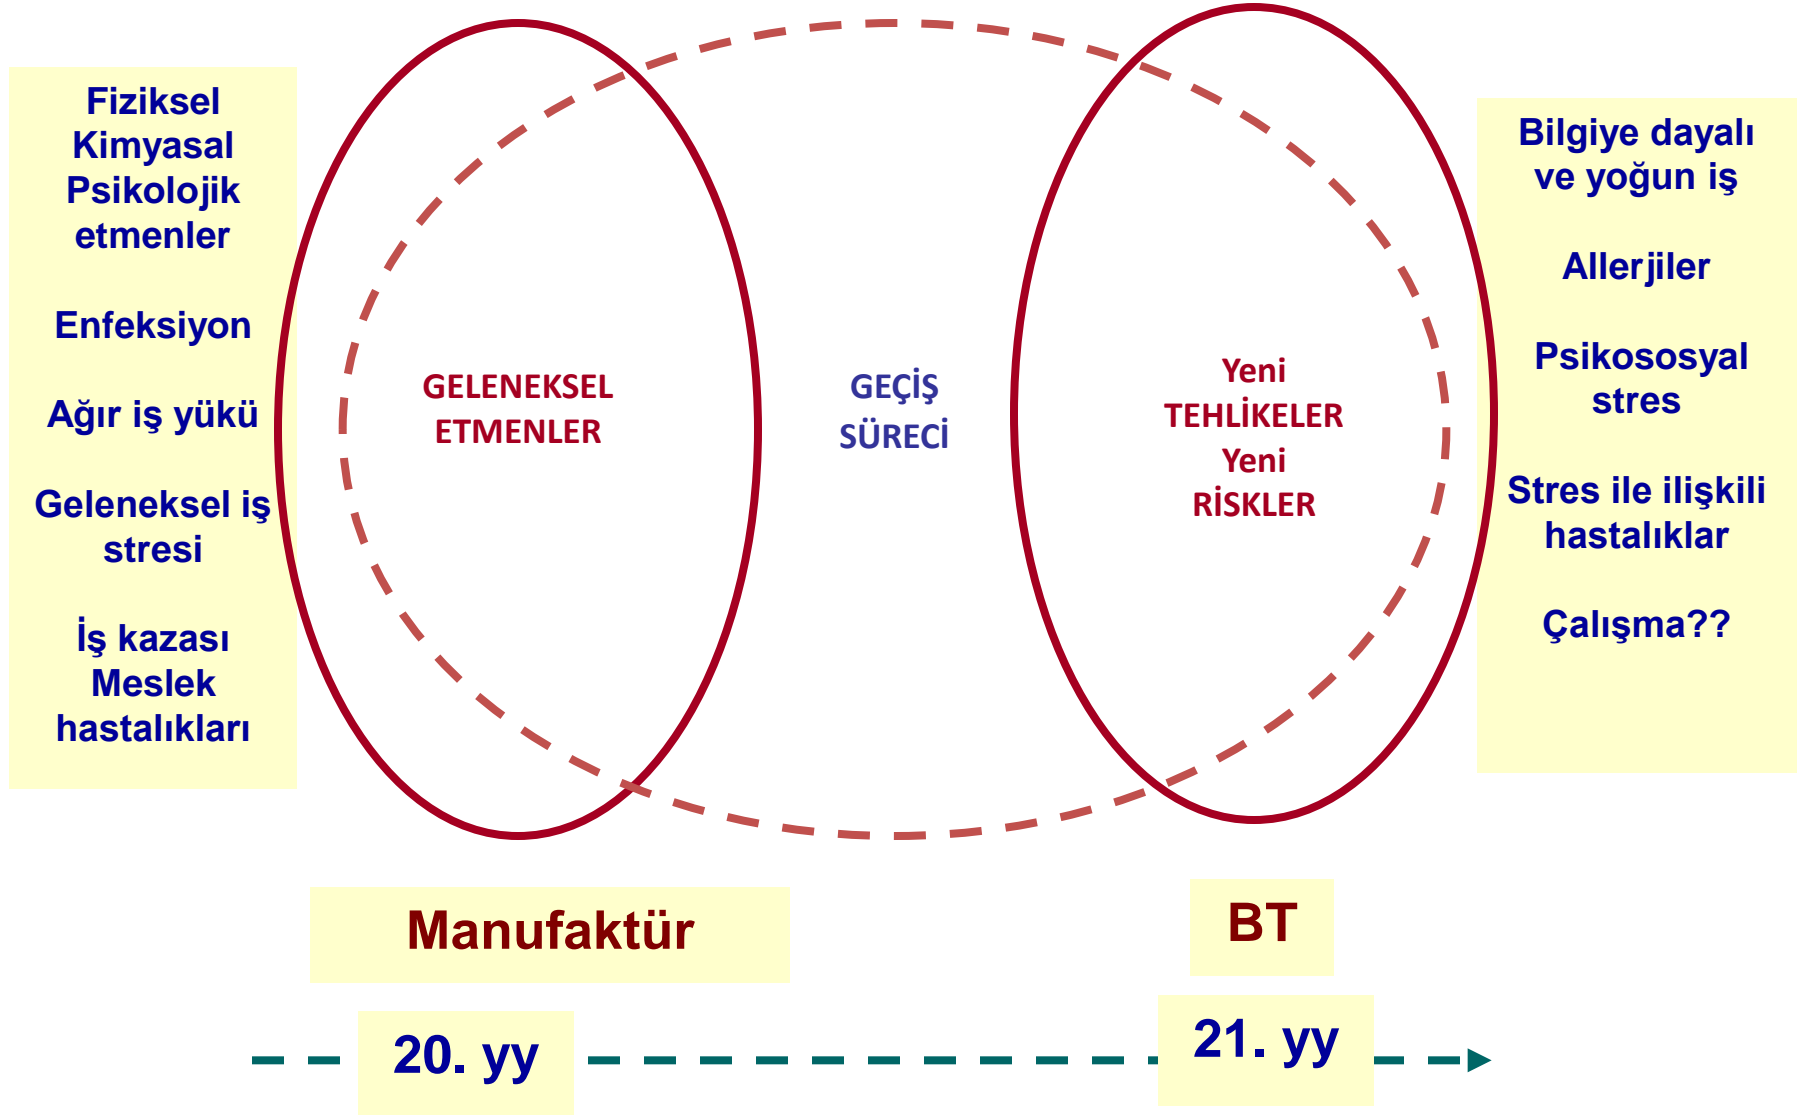 Fiziksel
Kimyasal
Psikolojik
etmenler
Enfeksiyon
Ağır iş yükü
Geleneksel iş
stresi
İş kazası
Meslek
hastalıkları
GELENEKSEL
ETMENLER
GEÇİŞ
SÜRECİ
Yeni
TEHLİKELER
Yeni
RİSKLER
Bilgiye dayalı
ve yoğun iş
Allerjiler
Psikososyal
stres
Stres ile ilişkili
hastalıklar
Çalışma??
Manufaktür
BT
20. yy
21. yy